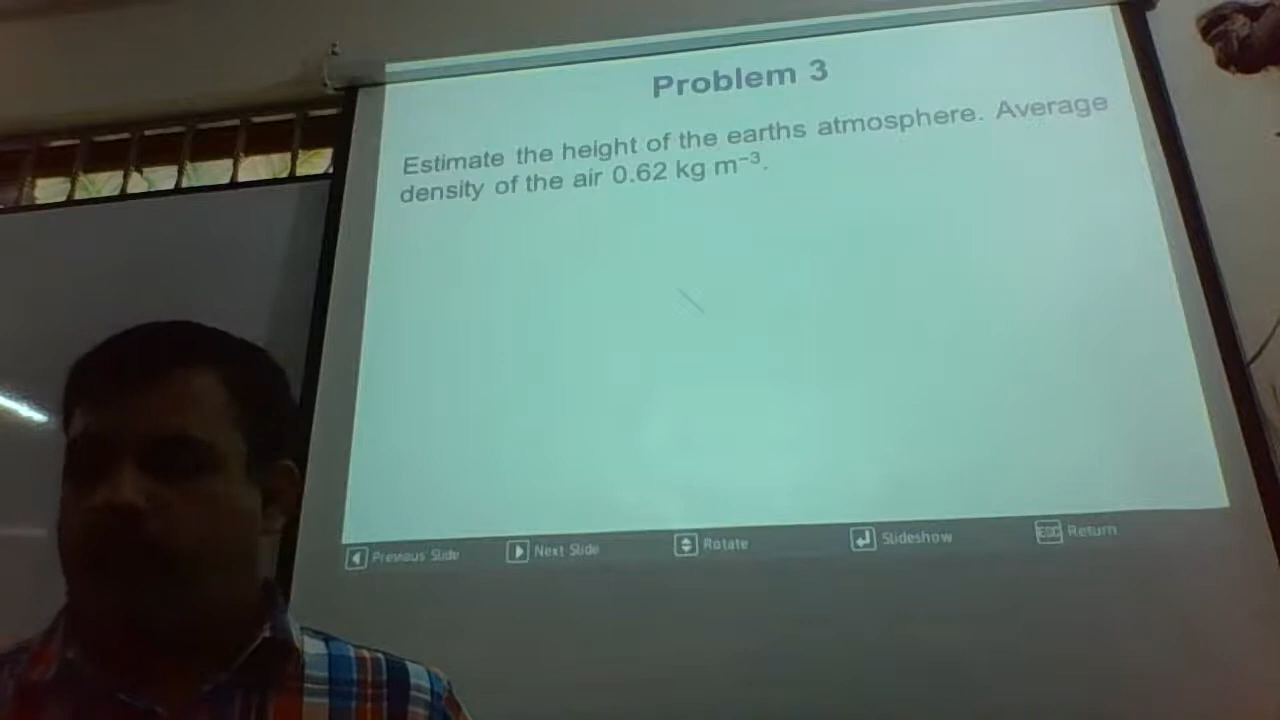 Problem 3
Estimate the height of the earths atmosphere. Average
density of the air 0.62 kg m⁻³.
Previous Slide Next Slide Rotate Slideshow ESC Return